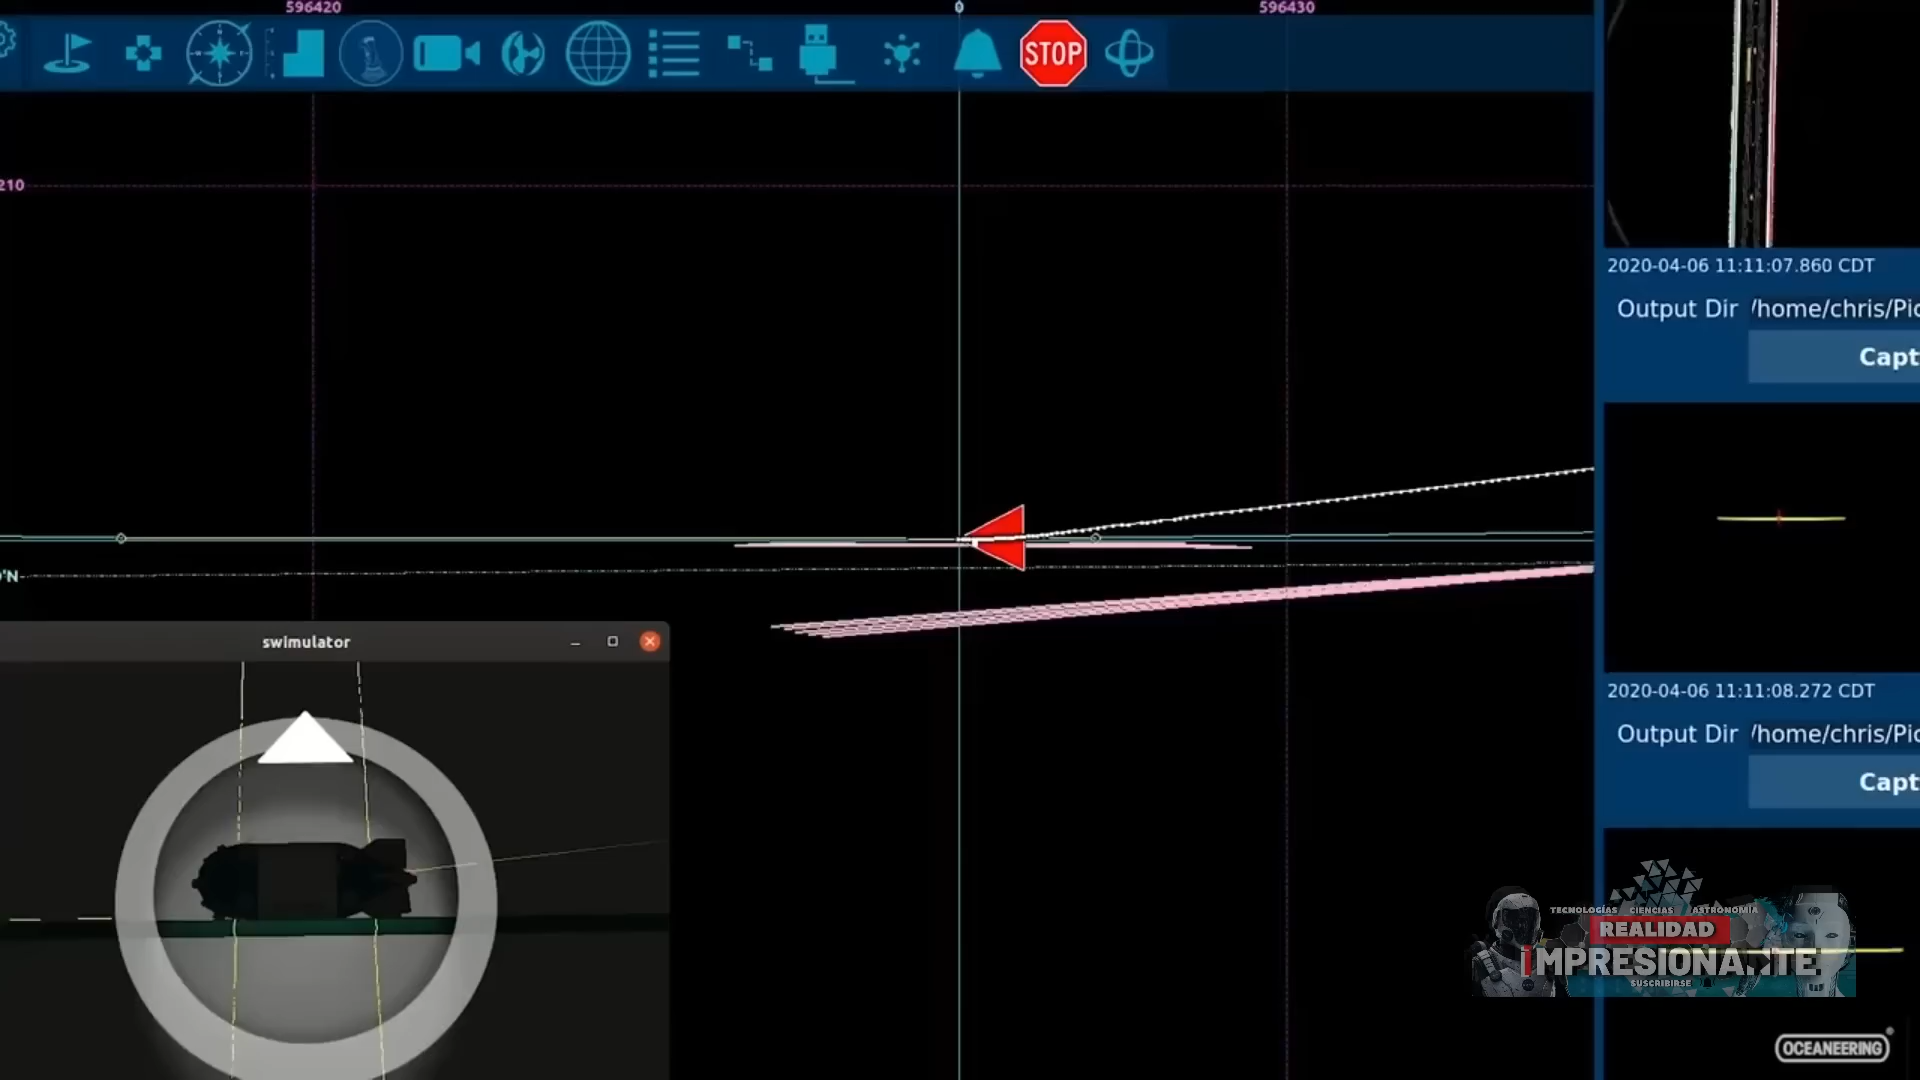 596420
0
596430
STOP
210
2020-04-06 11:11:07.860 CDT
Output Dir /home/chris/Pic
Capt
'N
swimulator
2020-04-06 11:11:08.272 CDT
Output Dir /home/chris/Pic
Capt
TECNOLOGÍAS CIENCIAS ASTRONOMÍA
REALIDAD
iMPRESIONANTE
SUSCRIBIRSE
OCEANEERING®